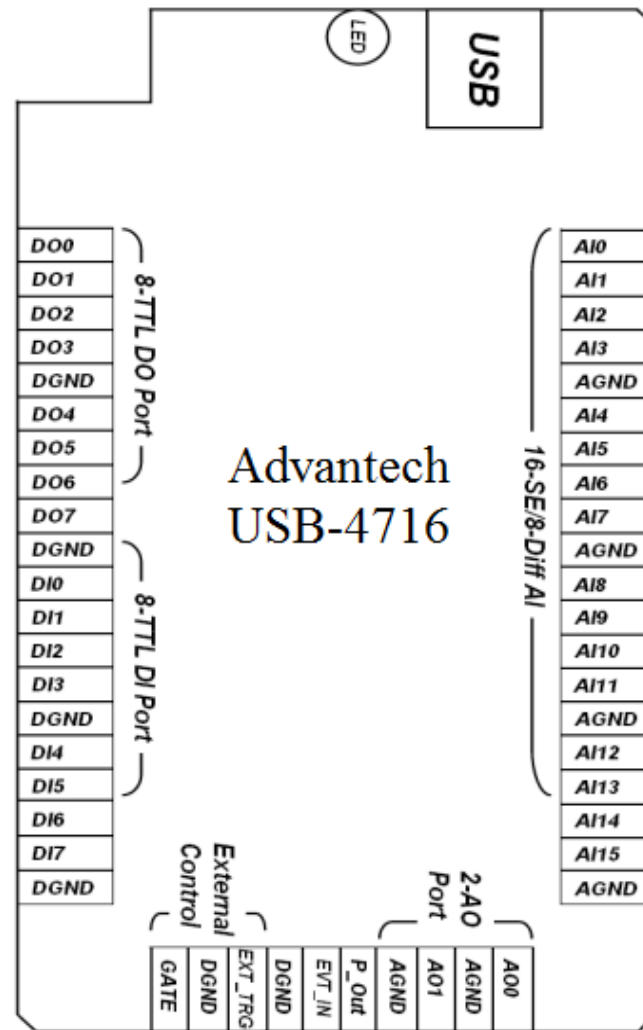 LED
USB
DO0
DO1
DO2
DO3
DGND
DO4
DO5
DO6
DO7
DGND
DI0
DI1
DI2
DI3
DGND
DI4
DI5
DI6
DI7
DGND
8-TTL DO Port
8-TTL DI Port
Advantech
USB-4716
16-SE/8-Diff AI
AI0
AI1
AI2
AI3
AGND
AI4
AI5
AI6
AI7
AGND
AI8
AI9
AI10
AI11
AGND
AI12
AI13
AI14
AI15
AGND
External
Control
2-AO
Port
GATE
DGND
EXT_TRG
DGND
EVT_IN
P_Out
AGND
AO1
AGND
AO0